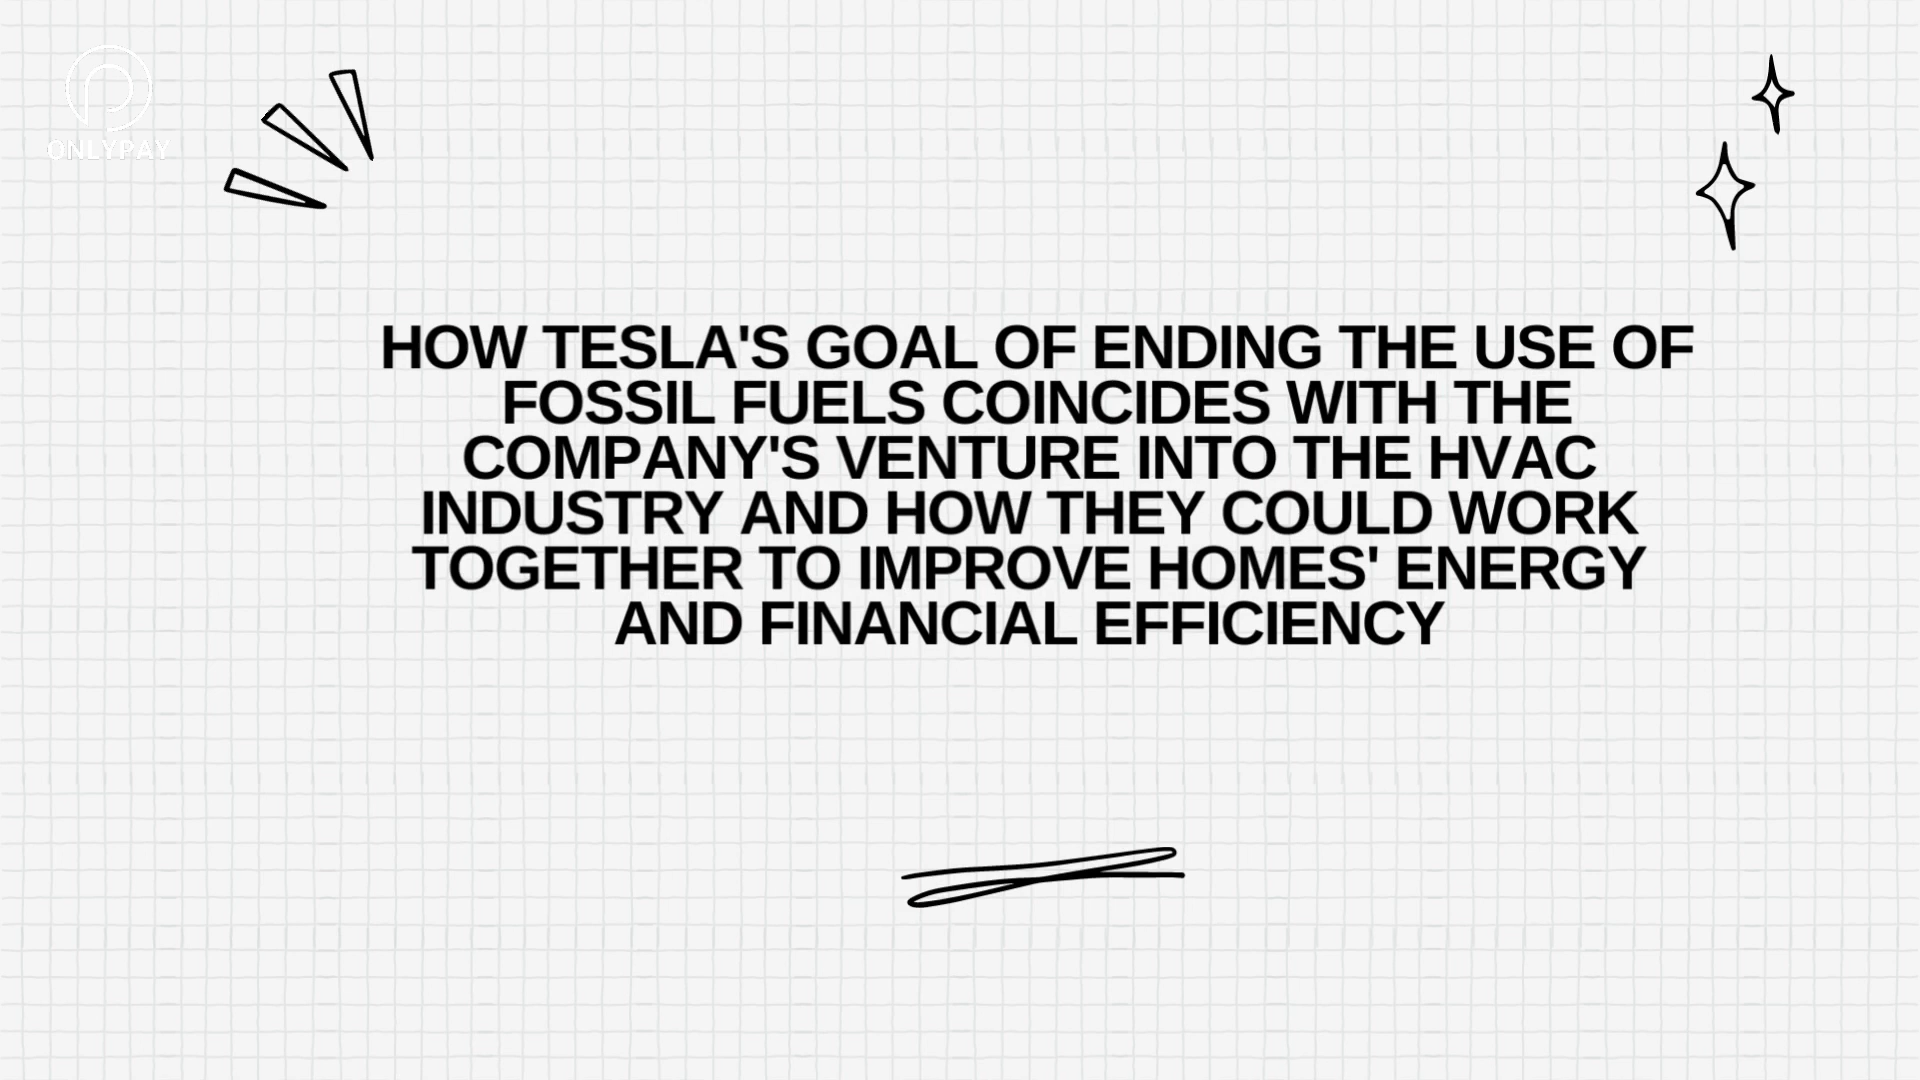 ONLYPAY
HOW TESLA'S GOAL OF ENDING THE USE OF
FOSSIL FUELS COINCIDES WITH THE
COMPANY'S VENTURE INTO THE HVAC
INDUSTRY AND HOW THEY COULD WORK
TOGETHER TO IMPROVE HOMES' ENERGY
AND FINANCIAL EFFICIENCY